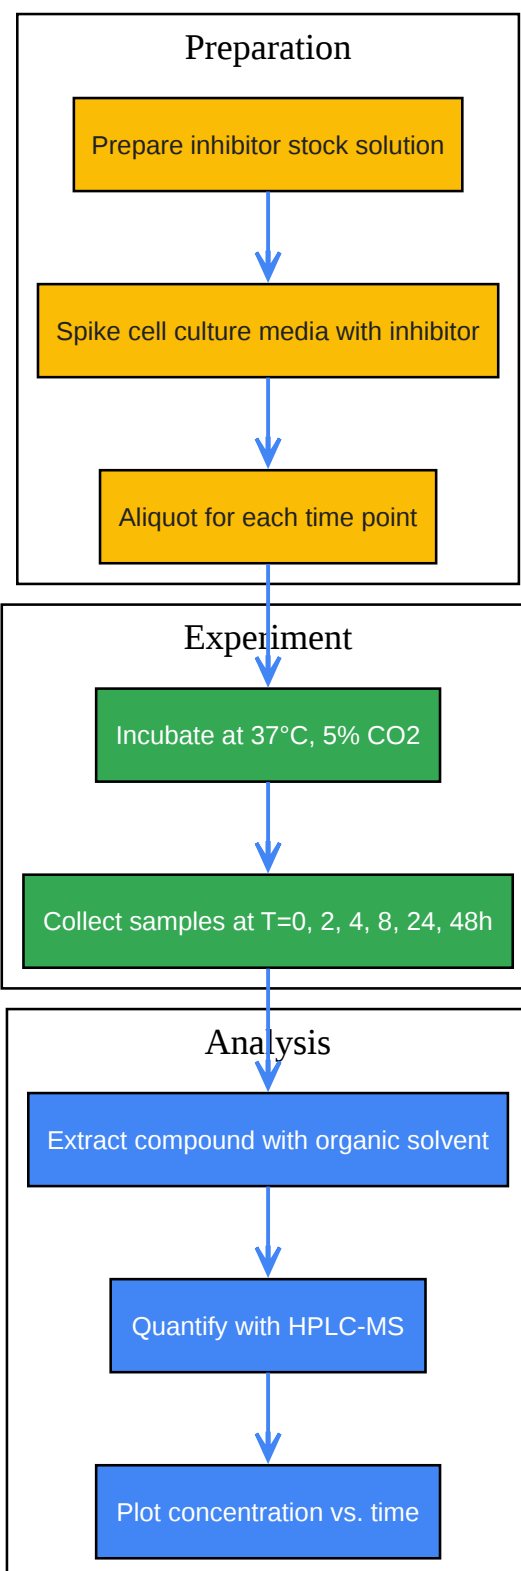 Preparation
Prepare inhibitor stock solution
Spike cell culture media with inhibitor
Aliquot for each time point
Experiment
Incubate at 37°C, 5% CO2
Collect samples at T=0, 2, 4, 8, 24, 48h
Analysis
Extract compound with organic solvent
Quantify with HPLC-MS
Plot concentration vs. time